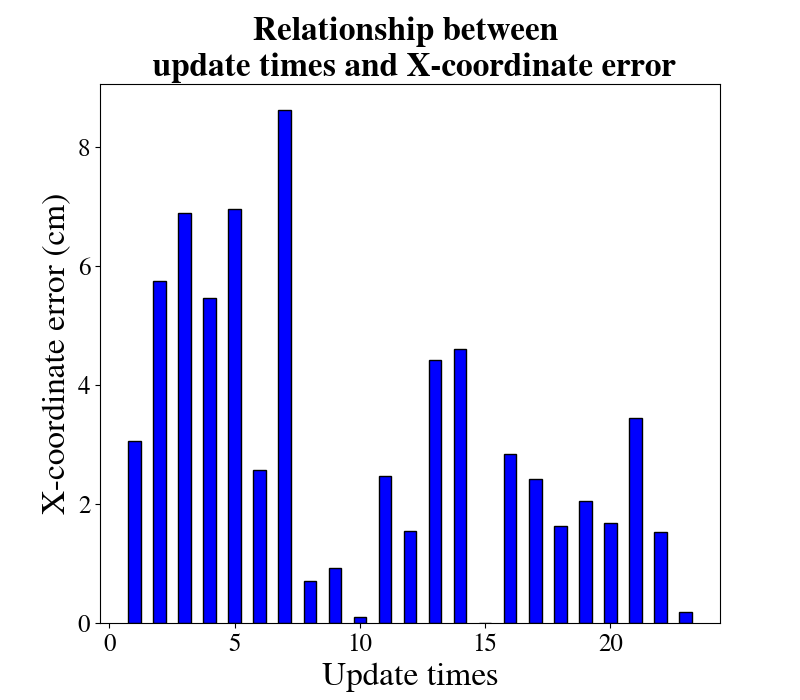 Relationship between
update times and X-coordinate error
X-coordinate error (cm)
8
6
4
2
0
0 5 10 15 20
Update times